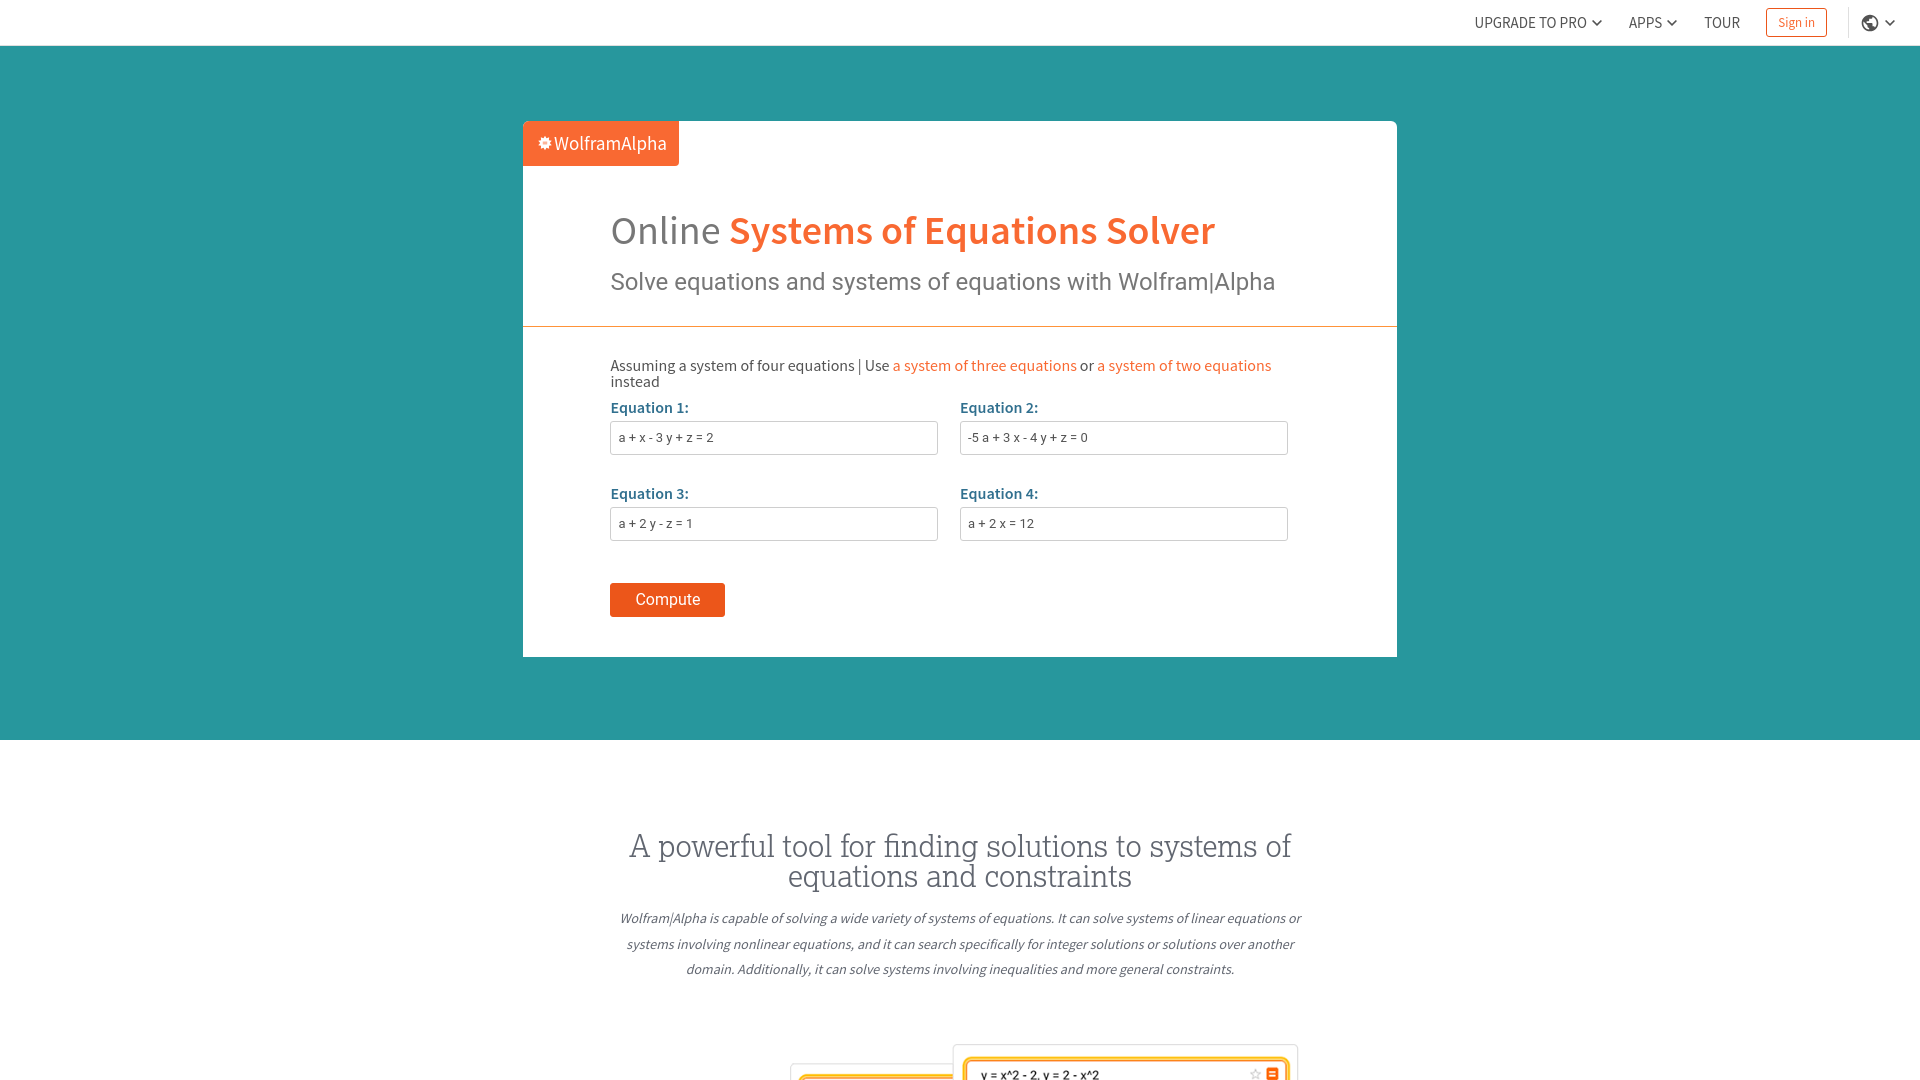 UPGRADE TO PRO APPS TOUR Sign in
WolframAlpha
Online Systems of Equations Solver
Solve equations and systems of equations with Wolfram|Alpha
Assuming a system of four equations | Use a system of three equations or a system of two equations
instead
Equation 1: Equation 2:
a + x - 3 y + z = 2 -5 a + 3 x - 4 y + z = 0
Equation 3: Equation 4:
a + 2 y - z = 1 a + 2 x = 12
Compute
A powerful tool for finding solutions to systems of
equations and constraints
Wolfram|Alpha is capable of solving a wide variety of systems of equations. It can solve systems of linear equations or
systems involving nonlinear equations, and it can search specifically for integer solutions or solutions over another
domain. Additionally, it can solve systems involving inequalities and more general constraints.
y = x^2 - 2, y = 2 - x^2